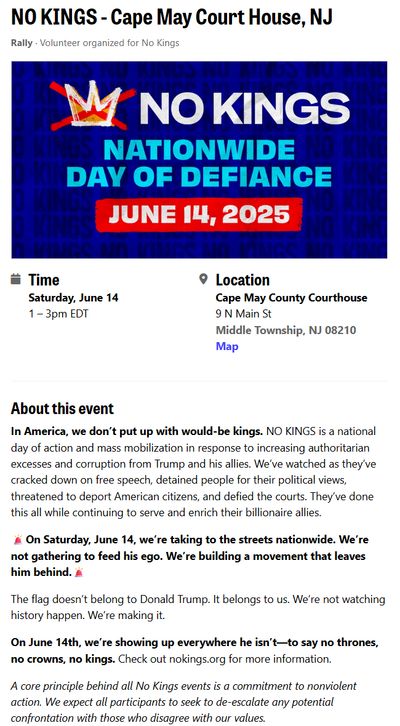 NO KINGS - Cape May Court House, NJ
Rally · Volunteer organized for No Kings
NO KINGS
NATIONWIDE
DAY OF DEFIANCE
JUNE 14, 2025
Time
Saturday, June 14
1 – 3pm EDT
Location
Cape May County Courthouse
9 N Main St
Middle Township, NJ 08210
Map
About this event
In America, we don’t put up with would-be kings. NO KINGS is a national
day of action and mass mobilization in response to increasing authoritarian
excesses and corruption from Trump and his allies. We’ve watched as they’ve
cracked down on free speech, detained people for their political views,
threatened to deport American citizens, and defied the courts. They’ve done
this all while continuing to serve and enrich their billionaire allies.
🚨 On Saturday, June 14, we’re taking to the streets nationwide. We’re
not gathering to feed his ego. We’re building a movement that leaves
him behind. 🚨
The flag doesn’t belong to Donald Trump. It belongs to us. We’re not watching
history happen. We’re making it.
On June 14th, we’re showing up everywhere he isn’t—to say no thrones,
no crowns, no kings. Check out nokings.org for more information.
A core principle behind all No Kings events is a commitment to nonviolent
action. We expect all participants to seek to de-escalate any potential
confrontation with those who disagree with our values.